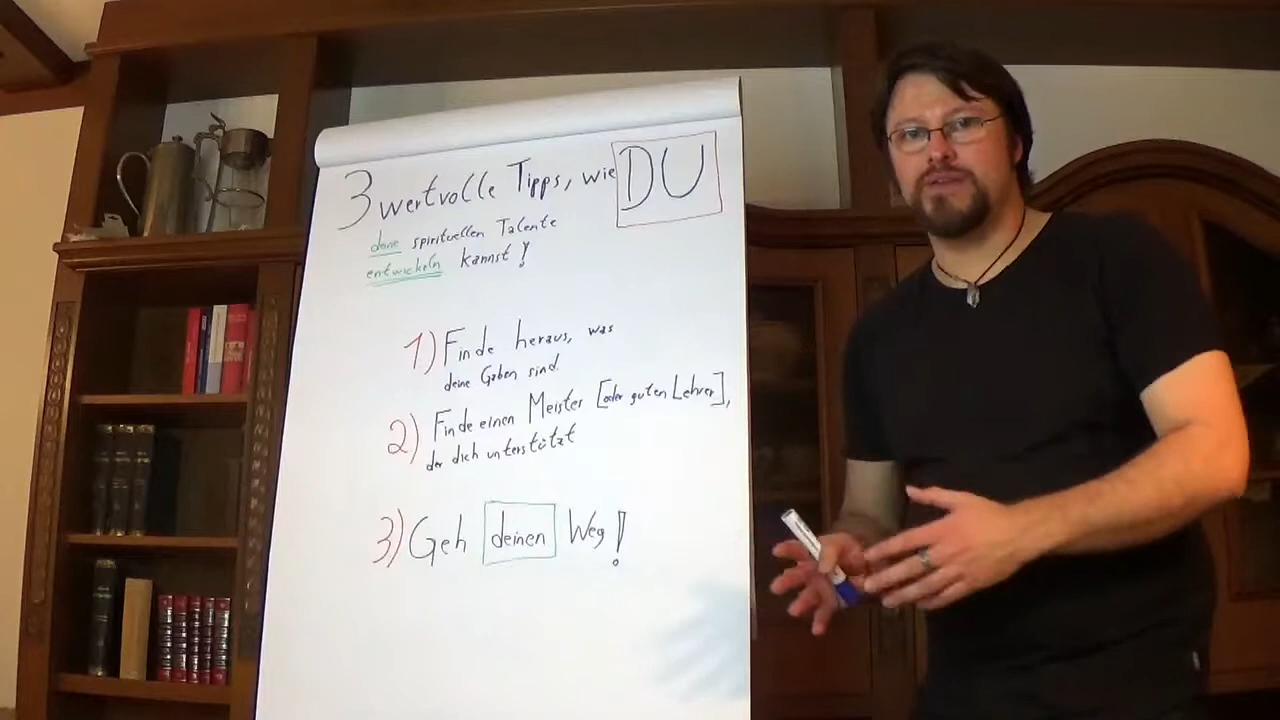 3 wertvolle Tipps, wie DU
deine spirituellen Talente
entwickeln kannst!
1) Finde heraus, was
deine Gaben sind.
2) Finde einen Meister [oder guten Lehrer],
der dich unterstützt
3) Geh deinen Weg!